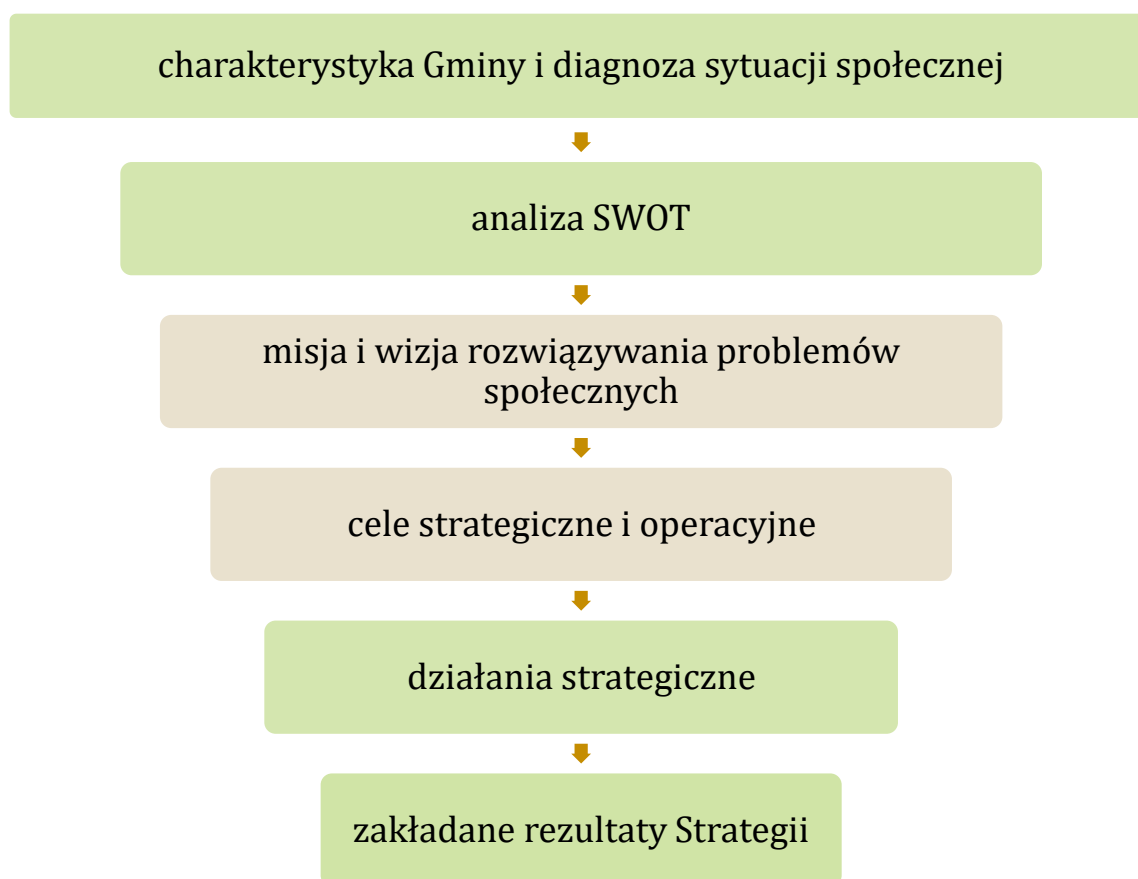 charakterystyka Gminy i diagnoza sytuacji społecznej
analiza SWOT
misja i wizja rozwiązywania problemów
społecznych
cele strategiczne i operacyjne
działania strategiczne
zakładane rezultaty Strategii